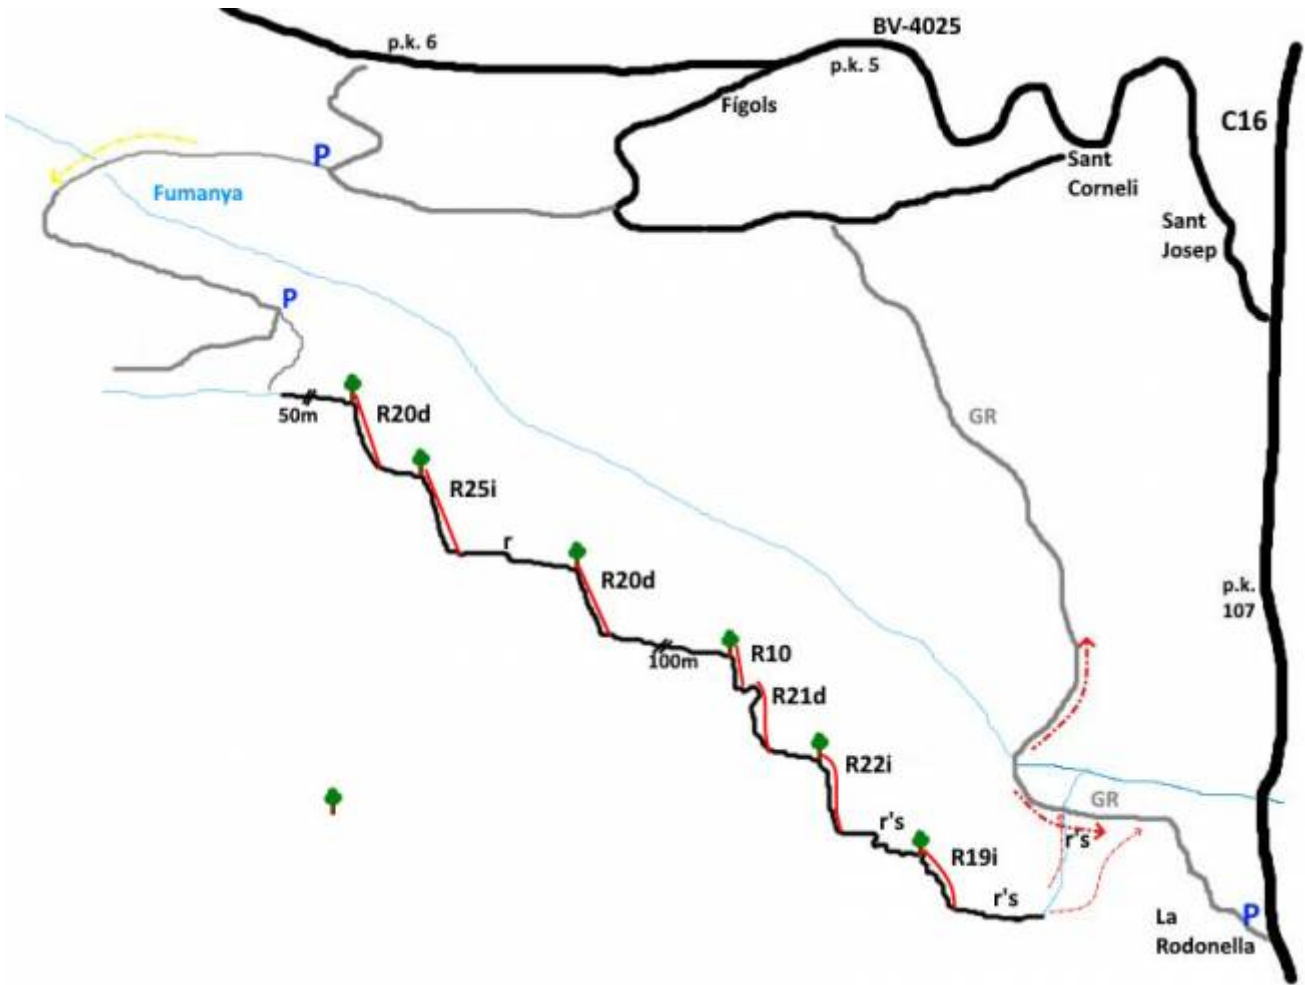 BV-4025
p.k. 6
p.k. 5
Fígols
C16
P
Sant
Corneli
Fumanya
Sant
Josep
P
50m
R20d
GR
R25i
r
R20d
p.k.
107
100m
R10
R21d
R22i
GR
r's
r's
R19i
r's
La
Rodonella
P